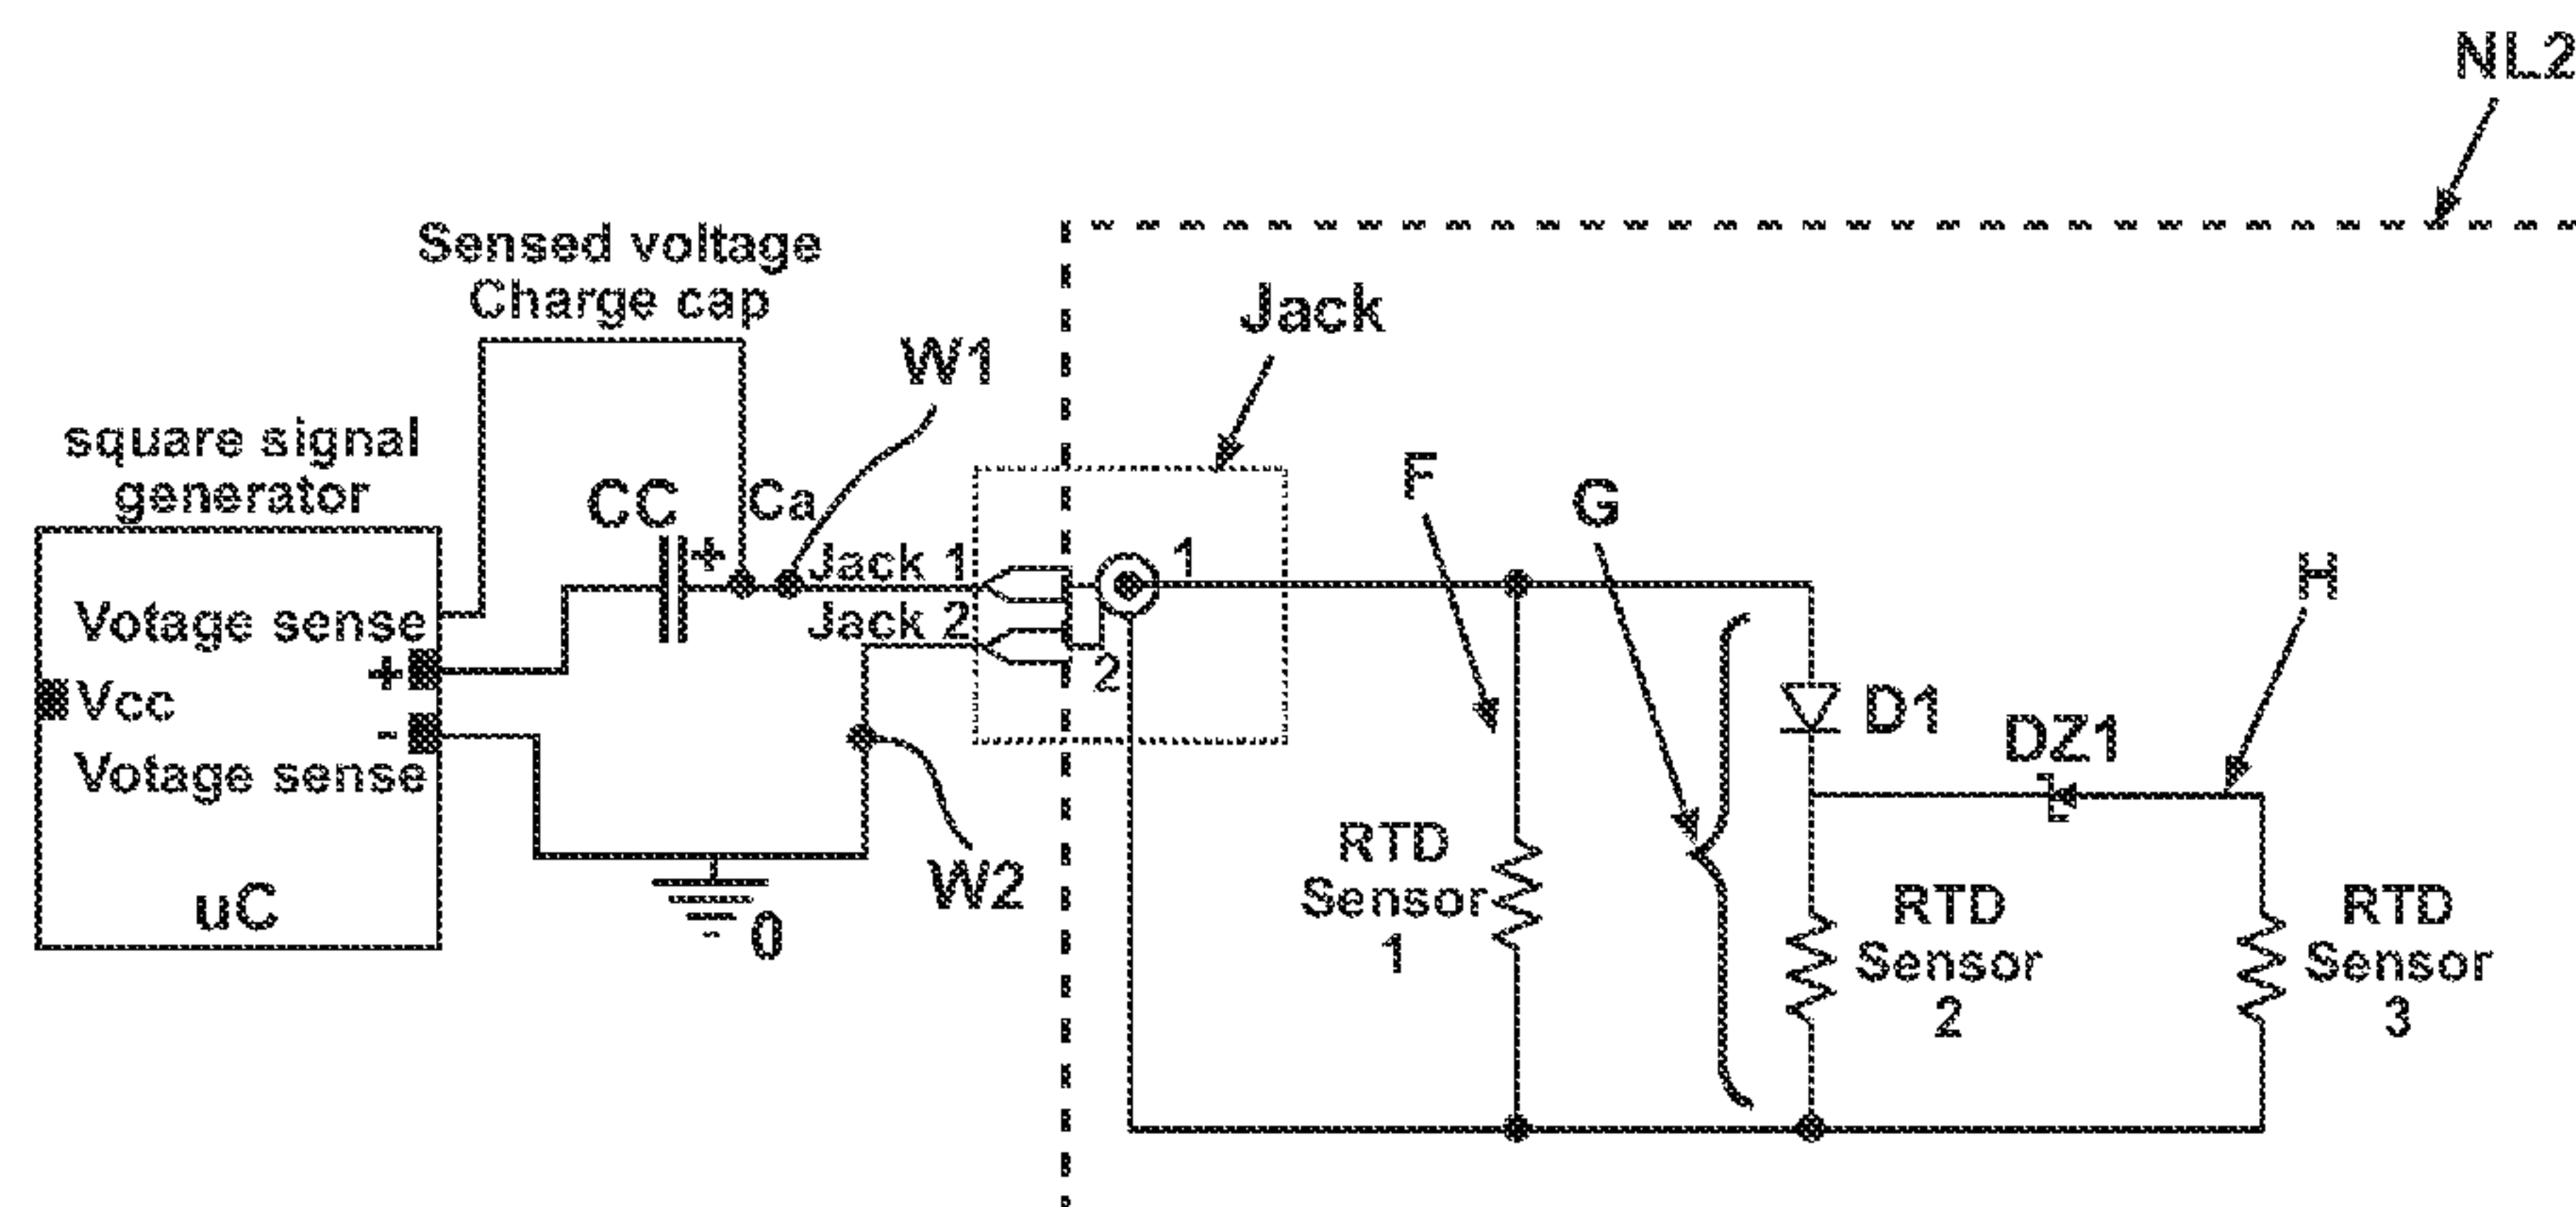 NL2
Sensed voltage
Charge cap
Jack
W1
square signal
generator
CC
Ca
+
Jack 1
1
F
G
H
Votage sense
Jack 2
+
2
Vcc
D1
-
DZ1
Votage sense
RTD
Sensor
1
W2
uC
0
RTD
Sensor
2
RTD
Sensor
3